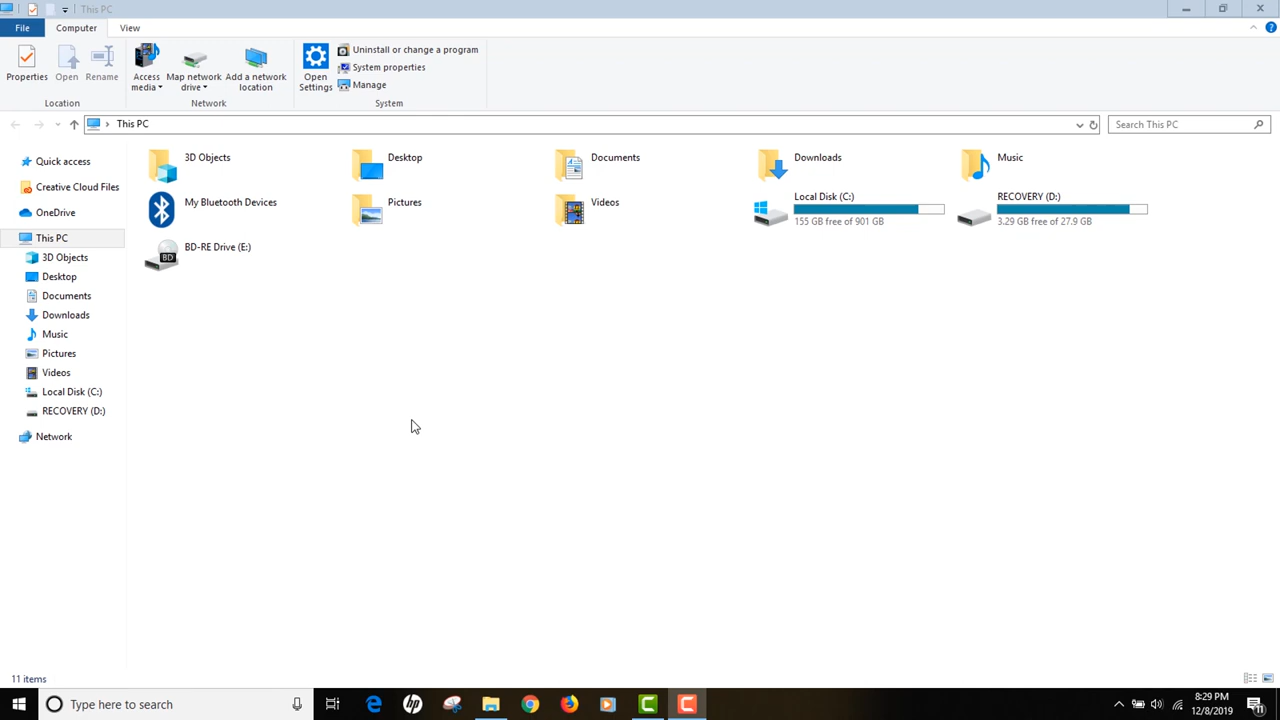 This PC
File Computer View
Properties Open Rename Access media Map network drive Add a network location Open Settings Uninstall or change a program
System properties
Manage
Location Network System
This PC Search This PC
Quick access
Creative Cloud Files
OneDrive
This PC
3D Objects
Desktop
Documents
Downloads
Music
Pictures
Videos
Local Disk (C:)
RECOVERY (D:)
Network
3D Objects Desktop Documents Downloads Music
My Bluetooth Devices Pictures Videos Local Disk (C:) RECOVERY (D:)
155 GB free of 901 GB 3.29 GB free of 27.9 GB
BD-RE Drive (E:)
BD
11 items
Type here to search
hp
8:29 PM
12/8/2019
11